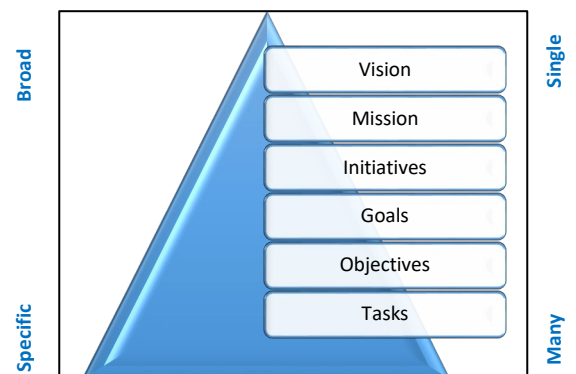 Broad
Single
Vision
Mission
Initiatives
Goals
Objectives
Tasks
Specific
Many